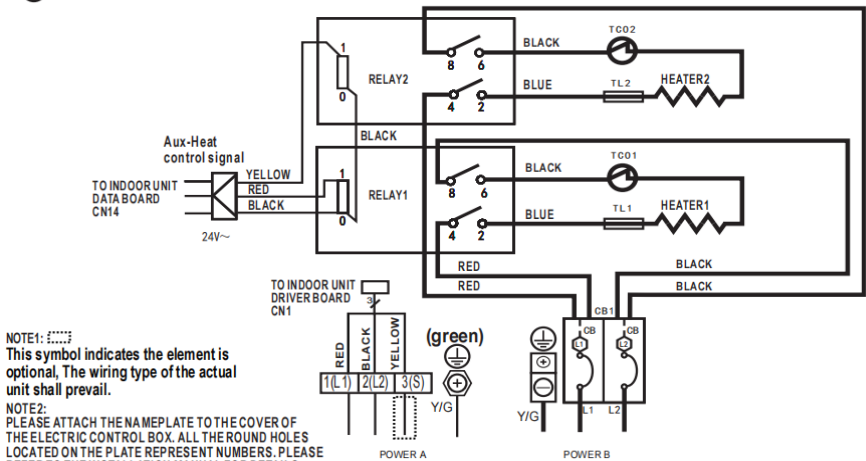 TCO2
1
BLACK
8 6
RELAY2
HEATER2
BLUE
TL2
0
4 2
BLACK
Aux-Heat
control signal
TCO1
YELLOW
1
BLACK
TO INDOOR UNIT
DATA BOARD
CN14
RED
RELAY1
8 6
BLACK
HEATER1
BLUE
TL1
0
4 2
24V~
RED
BLACK
RED
BLACK
TO INDOOR UNIT
DRIVER BOARD
CN1
3
CB1
CB
CB
L1
L2
RED
BLACK
YELLOW
(green)
1(L1) 2(L2) 3(S)
Y/G
Y/G
L1
L2
POWER A
POWER B
NOTE1:
This symbol indicates the element is
optional, The wiring type of the actual
unit shall prevail.
NOTE2:
PLEASE ATTACH THE NAMEPLATE TO THE COVER OF
THE ELECTRIC CONTROL BOX. ALL THE ROUND HOLES
LOCATED ON THE PLATE REPRESENT NUMBERS. PLEASE